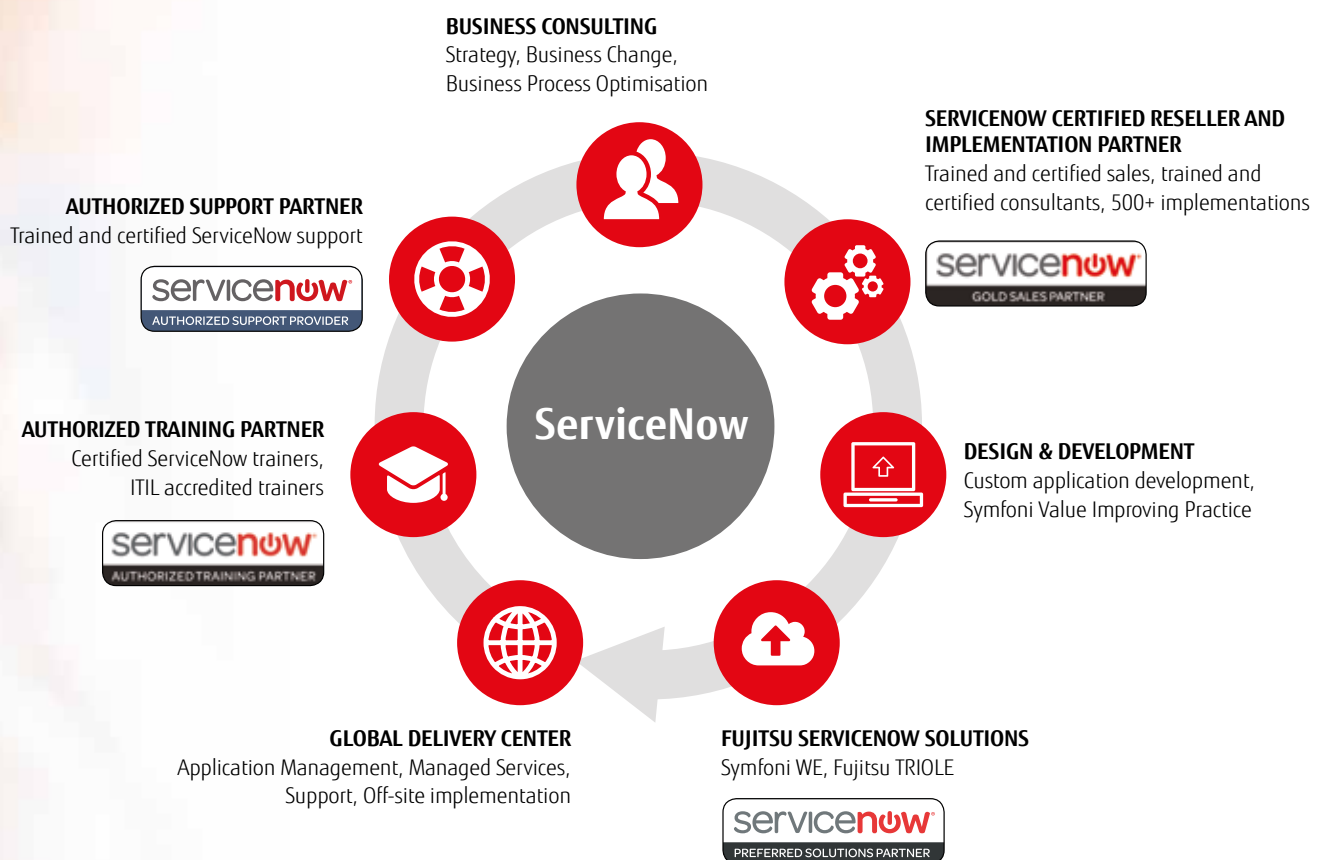 BUSINESS CONSULTING
Strategy, Business Change,
Business Process Optimisation
SERVICENOW CERTIFIED RESELLER AND
IMPLEMENTATION PARTNER
Trained and certified sales, trained and
certified consultants, 500+ implementations
servicenow
GOLD SALES PARTNER
DESIGN & DEVELOPMENT
Custom application development,
Symfoni Value Improving Practice
FUJITSU SERVICENOW SOLUTIONS
Symfoni WE, Fujitsu TRIOLE
servicenow
PREFERRED SOLUTIONS PARTNER
GLOBAL DELIVERY CENTER
Application Management, Managed Services,
Support, Off-site implementation
AUTHORIZED TRAINING PARTNER
Certified ServiceNow trainers,
ITIL accredited trainers
servicenow
AUTHORIZED TRAINING PARTNER
AUTHORIZED SUPPORT PARTNER
Trained and certified ServiceNow support
servicenow
AUTHORIZED SUPPORT PROVIDER
ServiceNow